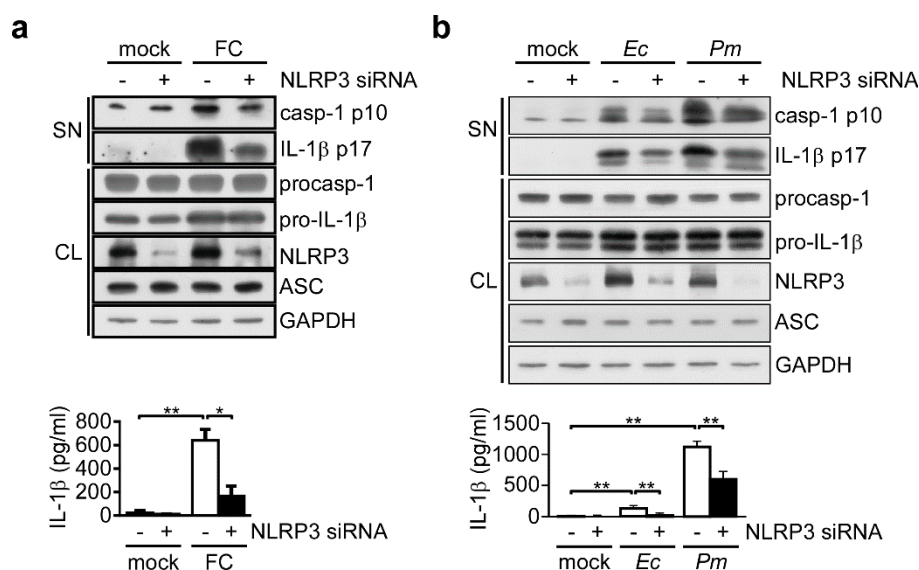 a
mock FC
- + - + NLRP3 siRNA
SN
casp-1 p10
IL-1β p17
CL
procasp-1
pro-IL-1β
NLRP3
ASC
GAPDH
IL-1β (pg/ml)
800
600
400
200
0
** *
- + - + NLRP3 siRNA
mock FC
b
mock Ec Pm
- + - + - + NLRP3 siRNA
SN
casp-1 p10
IL-1β p17
CL
procasp-1
pro-IL-1β
NLRP3
ASC
GAPDH
IL-1β (pg/ml)
1500
1000
500
0
** **
** **
- + - + - + NLRP3 siRNA
mock Ec Pm